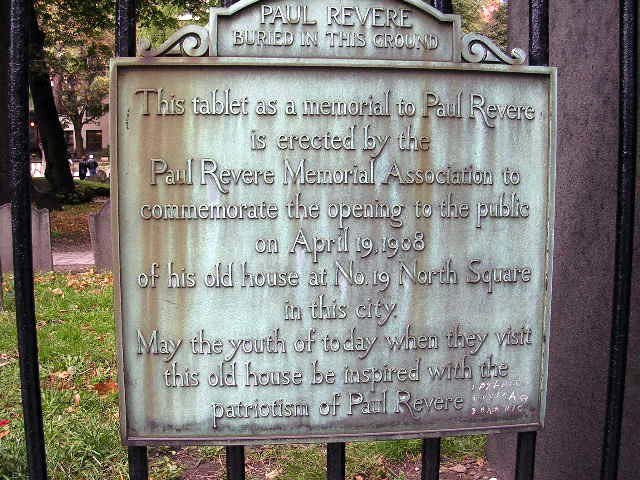 PAUL REVERE
BURIED IN THIS GROUND
This tablet as a memorial to Paul Revere
is erected by the
Paul Revere Memorial Association to
commemorate the opening to the public
on April 19, 1908
of his old house at No. 19 North Square
in this city.
May the youth of today when they visit
this old house be inspired with the
patriotism of Paul Revere